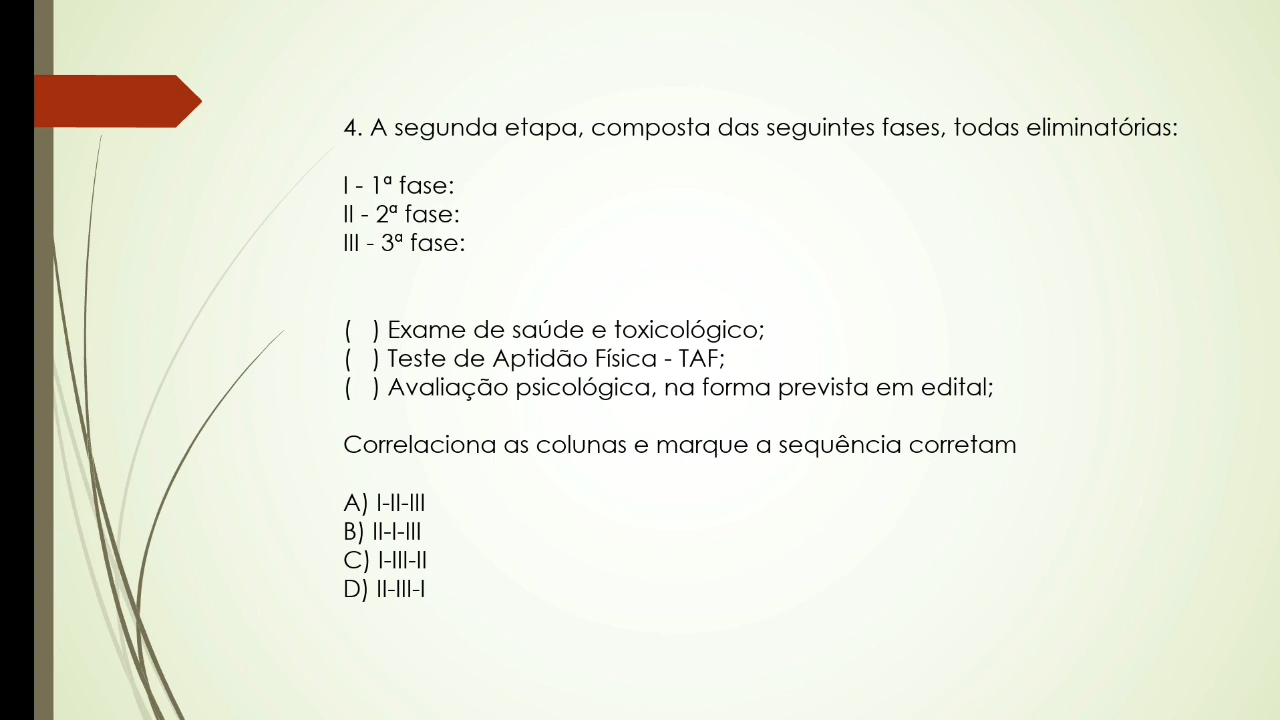 4. A segunda etapa, composta das seguintes fases, todas eliminatórias:
I - 1ª fase:
II - 2ª fase:
III - 3ª fase:
( ) Exame de saúde e toxicológico;
( ) Teste de Aptidão Física - TAF;
( ) Avaliação psicológica, na forma prevista em edital;
Correlaciona as colunas e marque a sequência corretam
A) I-II-III
B) II-I-III
C) I-III-II
D) II-III-I